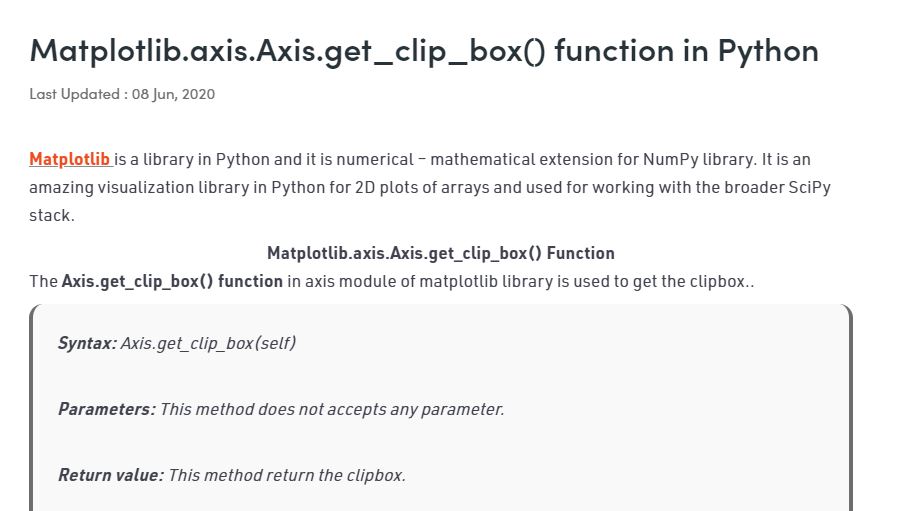 Matplotlib.axis.Axis.get_clip_box() function in Python
Last Updated : 08 Jun, 2020
Matplotlib is a library in Python and it is numerical – mathematical extension for NumPy library. It is an
amazing visualization library in Python for 2D plots of arrays and used for working with the broader SciPy
stack.
Matplotlib.axis.Axis.get_clip_box() Function
The Axis.get_clip_box() function in axis module of matplotlib library is used to get the clipbox..
Syntax: Axis.get_clip_box(self)
Parameters: This method does not accepts any parameter.
Return value: This method return the clipbox.